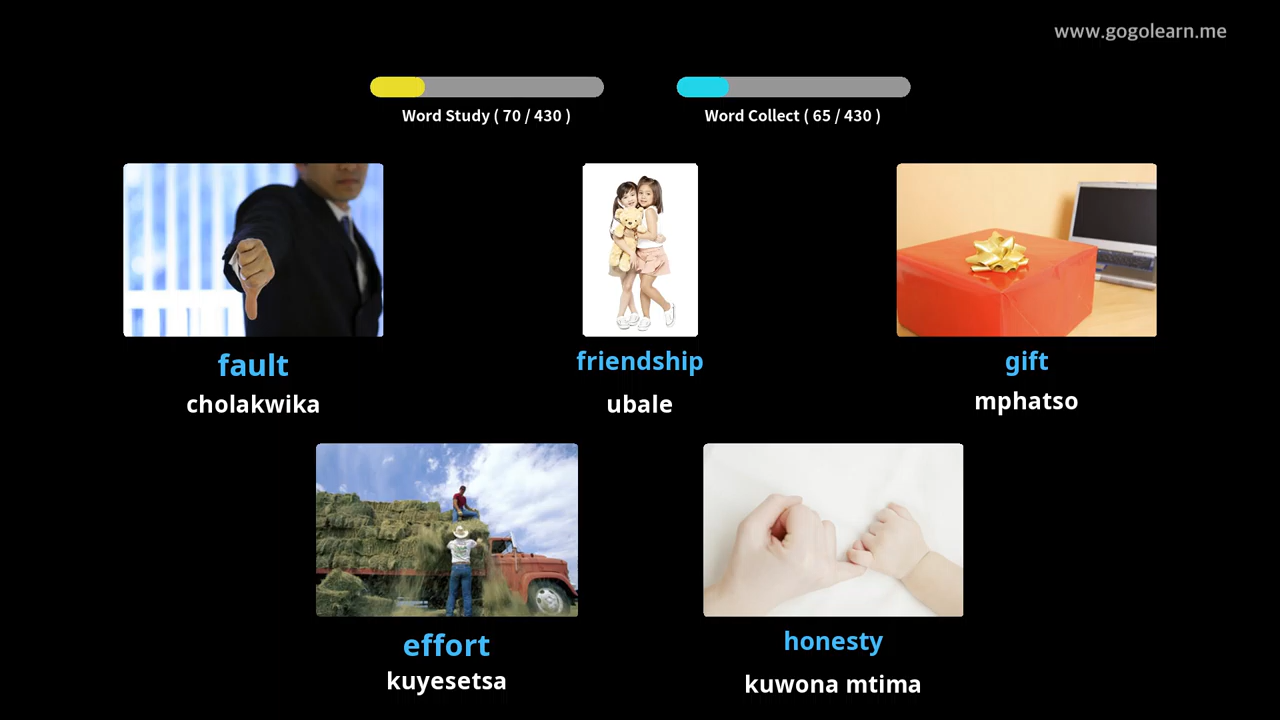 www.gogolearn.me
Word Study ( 70 / 430 )
Word Collect ( 65 / 430 )
fault
cholakwika
friendship
ubale
gift
mphatso
effort
kuyesetsa
honesty
kuwona mtima